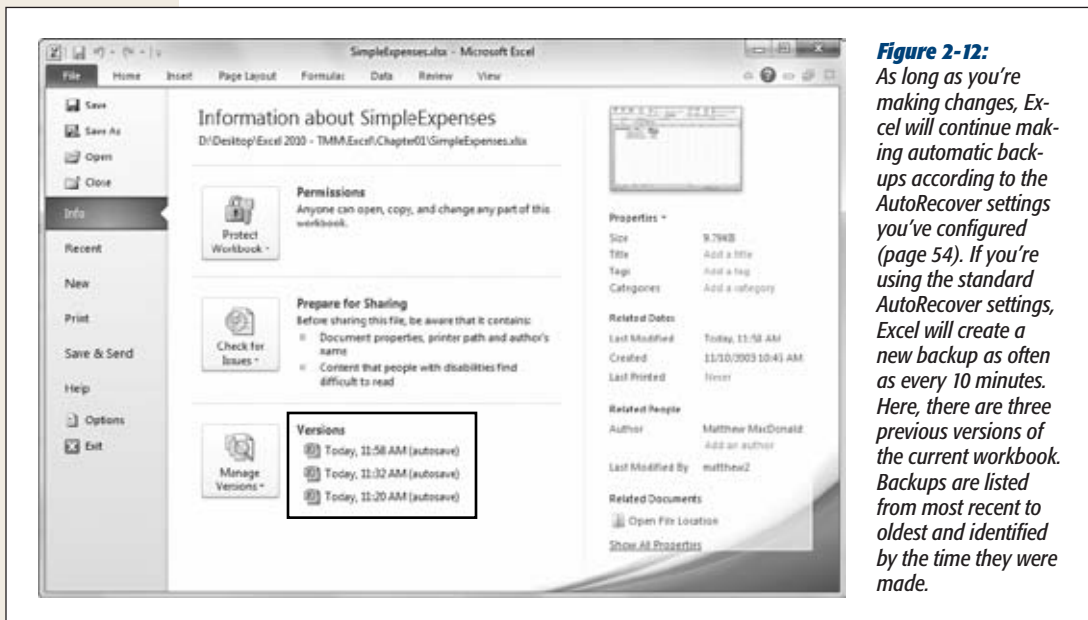 SimpleExpenses.xlsx - Microsoft Excel
File Home Insert Page Layout Formulas Data Review View
Save
Save As
Open
Close
Info
Recent
New
Print
Save & Send
Help
Options
Exit
Information about SimpleExpenses
D:\Desktop\Excel 2010 - TMM\Excel\Chapter01\SimpleExpenses.xlsx
Protect
Workbook
Permissions
Anyone can open, copy, and change any part of this
workbook.
Check for
Issues
Prepare for Sharing
Before sharing this file, be aware that it contains:
Document properties, printer path and author's
name
Content that people with disabilities find
difficult to read
Manage
Versions
Versions
Today, 11:58 AM (autosave)
Today, 11:32 AM (autosave)
Today, 11:20 AM (autosave)
Properties
Size 9.79KB
Title Add a title
Tags Add a tag
Categories Add a category
Related Dates
Last Modified Today, 11:58 AM
Created 11/10/2003 10:45 AM
Last Printed Never
Related People
Author Matthew MacDonald
Add an author
Last Modified By matthew2
Related Documents
Open File Location
Show All Properties
Figure 2-12:
As long as you're
making changes, Ex-
cel will continue mak-
ing automatic back-
ups according to the
AutoRecover settings
you've configured
(page 54). If you're
using the standard
AutoRecover settings,
Excel will create a
new backup as often
as every 10 minutes.
Here, there are three
previous versions of
the current workbook.
Backups are listed
from most recent to
oldest and identified
by the time they were
made.